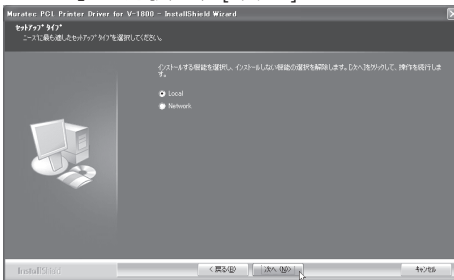 Muratec PCL Printer Driver for V-1800 - InstallShield Wizard
セットアップ タイプ
ニーズに最も適したセットアップ タイプを選択してください。
インストールする機能を選択し、インストールしない機能の選択を解除します。[次へ]をクリックして、操作を続行しま
す。
Local
Network
InstallShield
< 戻る(B)
次へ (N) >
キャンセル